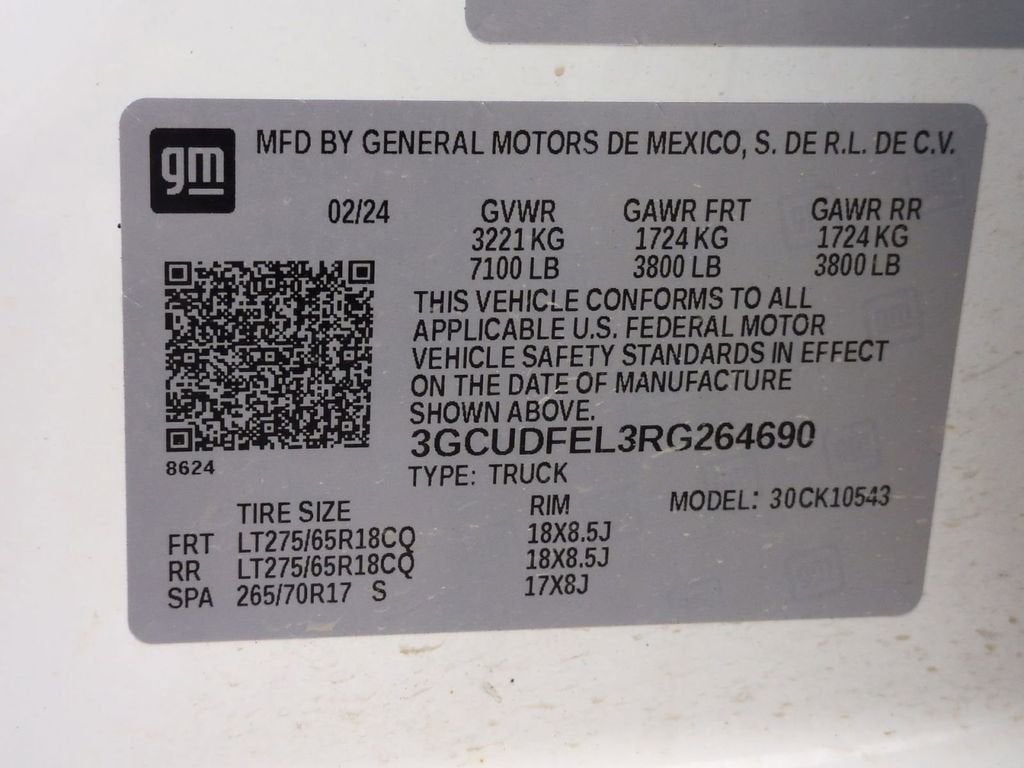 gm MFD BY GENERAL MOTORS DE MEXICO, S. DE R.L. DE C.V.
02/24 GVWR GAWR FRT GAWR RR
3221 KG 1724 KG 1724 KG
7100 LB 3800 LB 3800 LB
THIS VEHICLE CONFORMS TO ALL
APPLICABLE U.S. FEDERAL MOTOR
VEHICLE SAFETY STANDARDS IN EFFECT
ON THE DATE OF MANUFACTURE
SHOWN ABOVE.
3GCUDFEL3RG264690
8624
TYPE: TRUCK
MODEL: 30CK10543
TIRE SIZE RIM
FRT LT275/65R18CQ 18X8.5J
RR LT275/65R18CQ 18X8.5J
SPA 265/70R17 S 17X8J